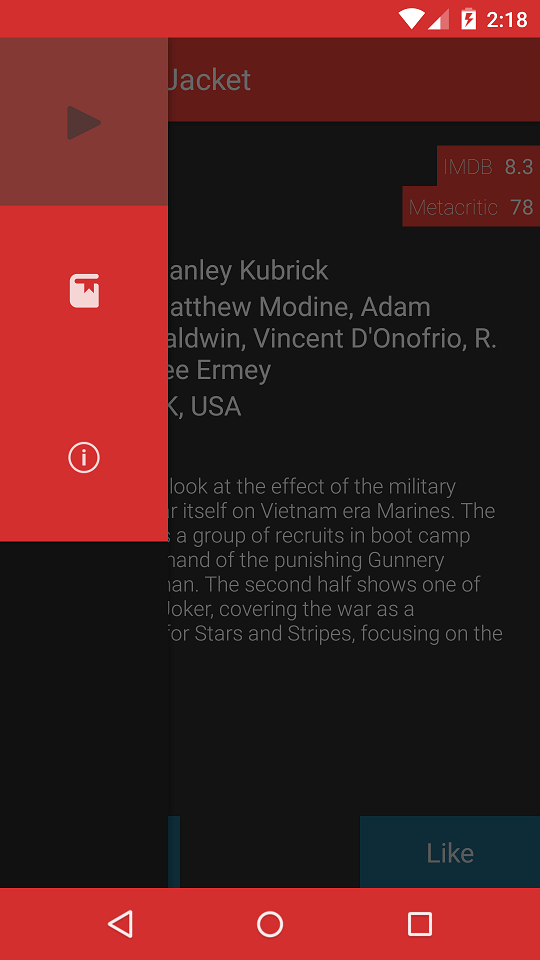 2:18
Jacket
IMDB 8.3
Metacritic 78
anley Kubrick
atthew Modine, Adam
aldwin, Vincent D'Onofrio, R.
ee Ermey
K, USA
look at the effect of the military
r itself on Vietnam era Marines. The
s a group of recruits in boot camp
mand of the punishing Gunnery
nan. The second half shows one of
Joker, covering the war as a
for Stars and Stripes, focusing on the
Like